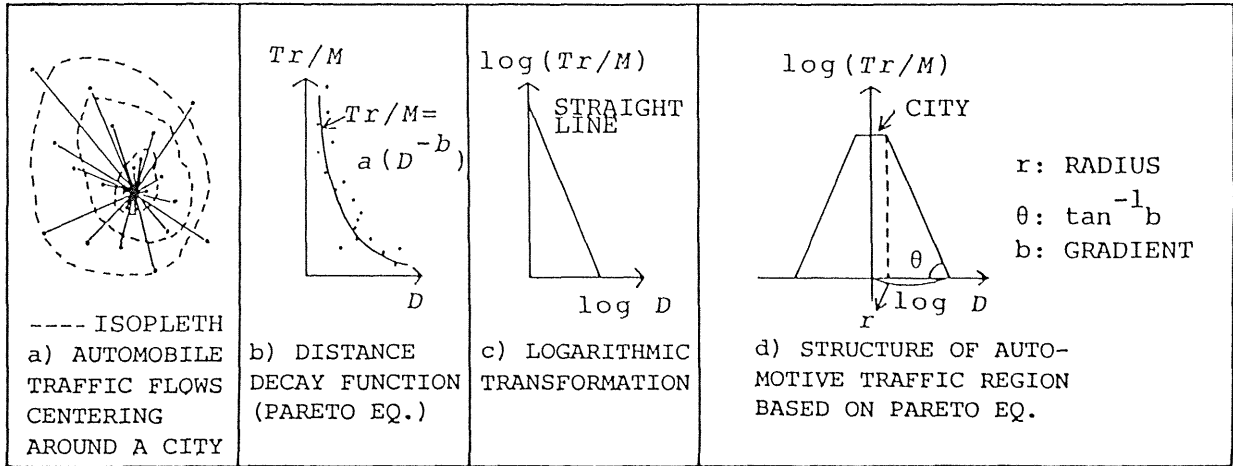 ---- ISOPLETH
a) AUTOMOBILE
TRAFFIC FLOWS
CENTERING
AROUND A CITY
Tr/M
Tr/M=
a(D^-b)
D
b) DISTANCE
DECAY FUNCTION
(PARETO EQ.)
log(Tr/M)
STRAIGHT
LINE
log D
c) LOGARITHMIC
TRANSFORMATION
log(Tr/M)
CITY
θ
log D
r
r: RADIUS
θ: tan^-1 b
b: GRADIENT
d) STRUCTURE OF AUTO-
MOTIVE TRAFFIC REGION
BASED ON PARETO EQ.